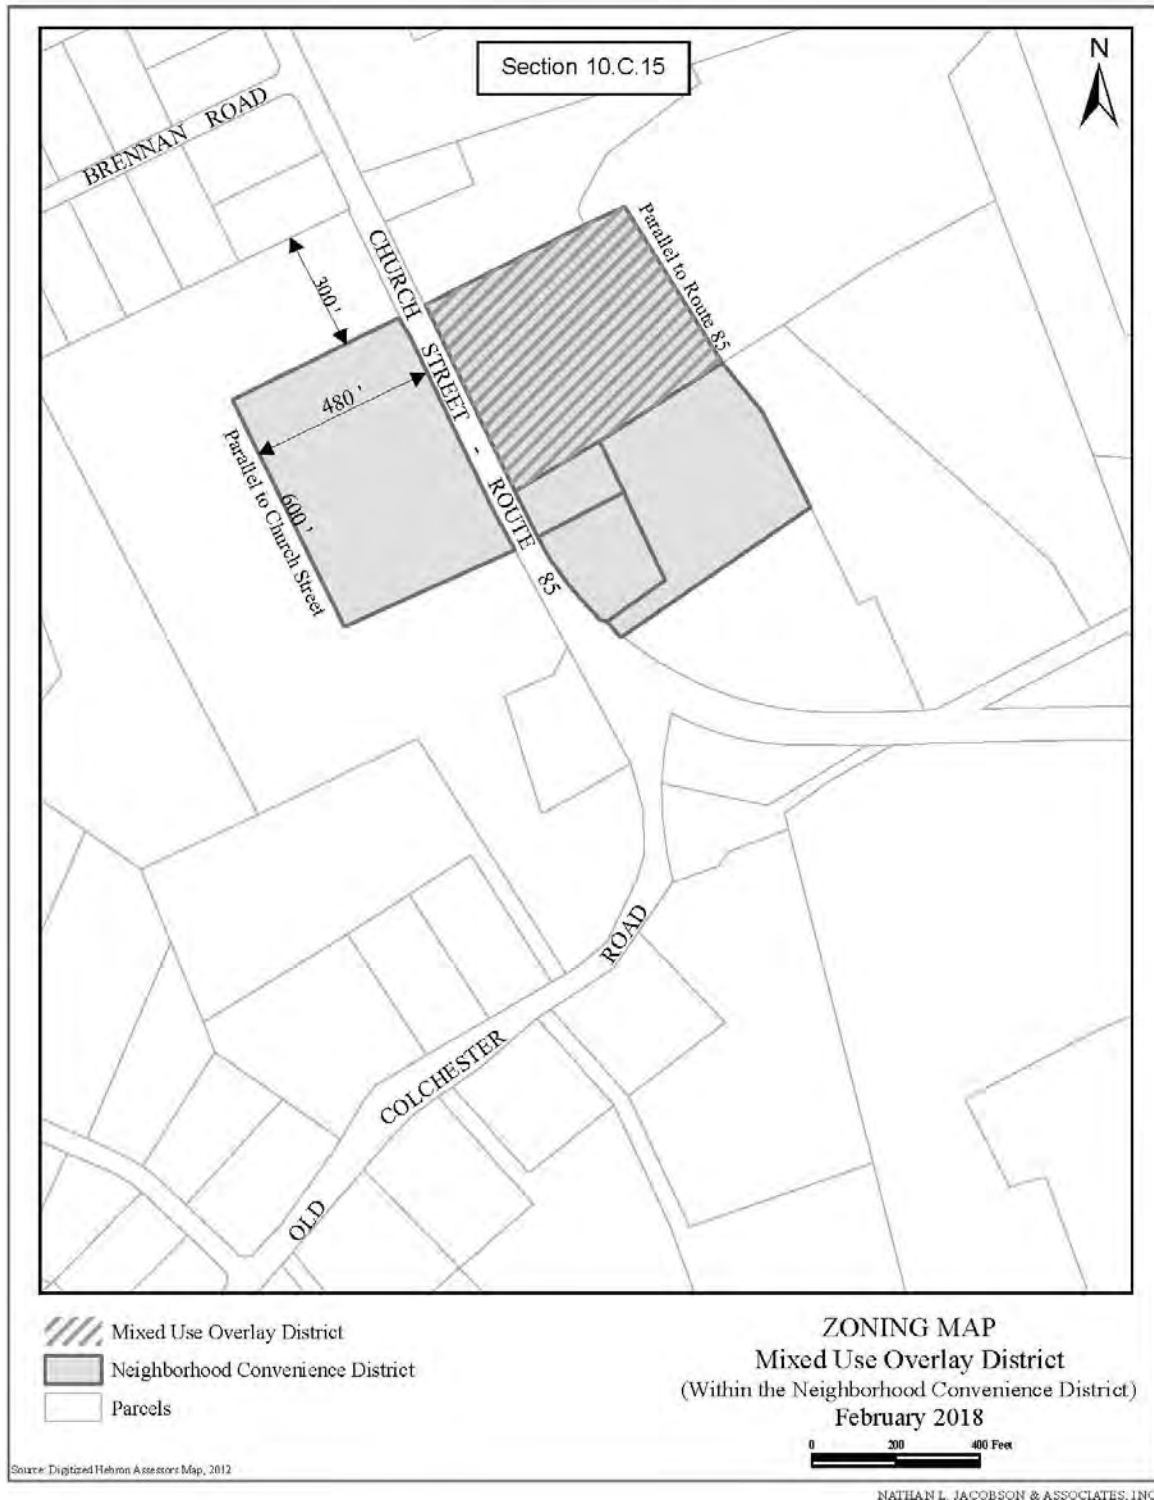 Section 10.C.15
N
BRENNAN ROAD
CHURCH STREET - ROUTE 85
Parallel to Route 85
300'
480'
600'
Parallel to Church Street
OLD COLCHESTER ROAD
Mixed Use Overlay District
Neighborhood Convenience District
Parcels
ZONING MAP
Mixed Use Overlay District
(Within the Neighborhood Convenience District)
February 2018
0 200 400 Feet
Source: Digitized Hebron Assessors Map, 2012
NATHAN L. JACOBSON & ASSOCIATES, INC